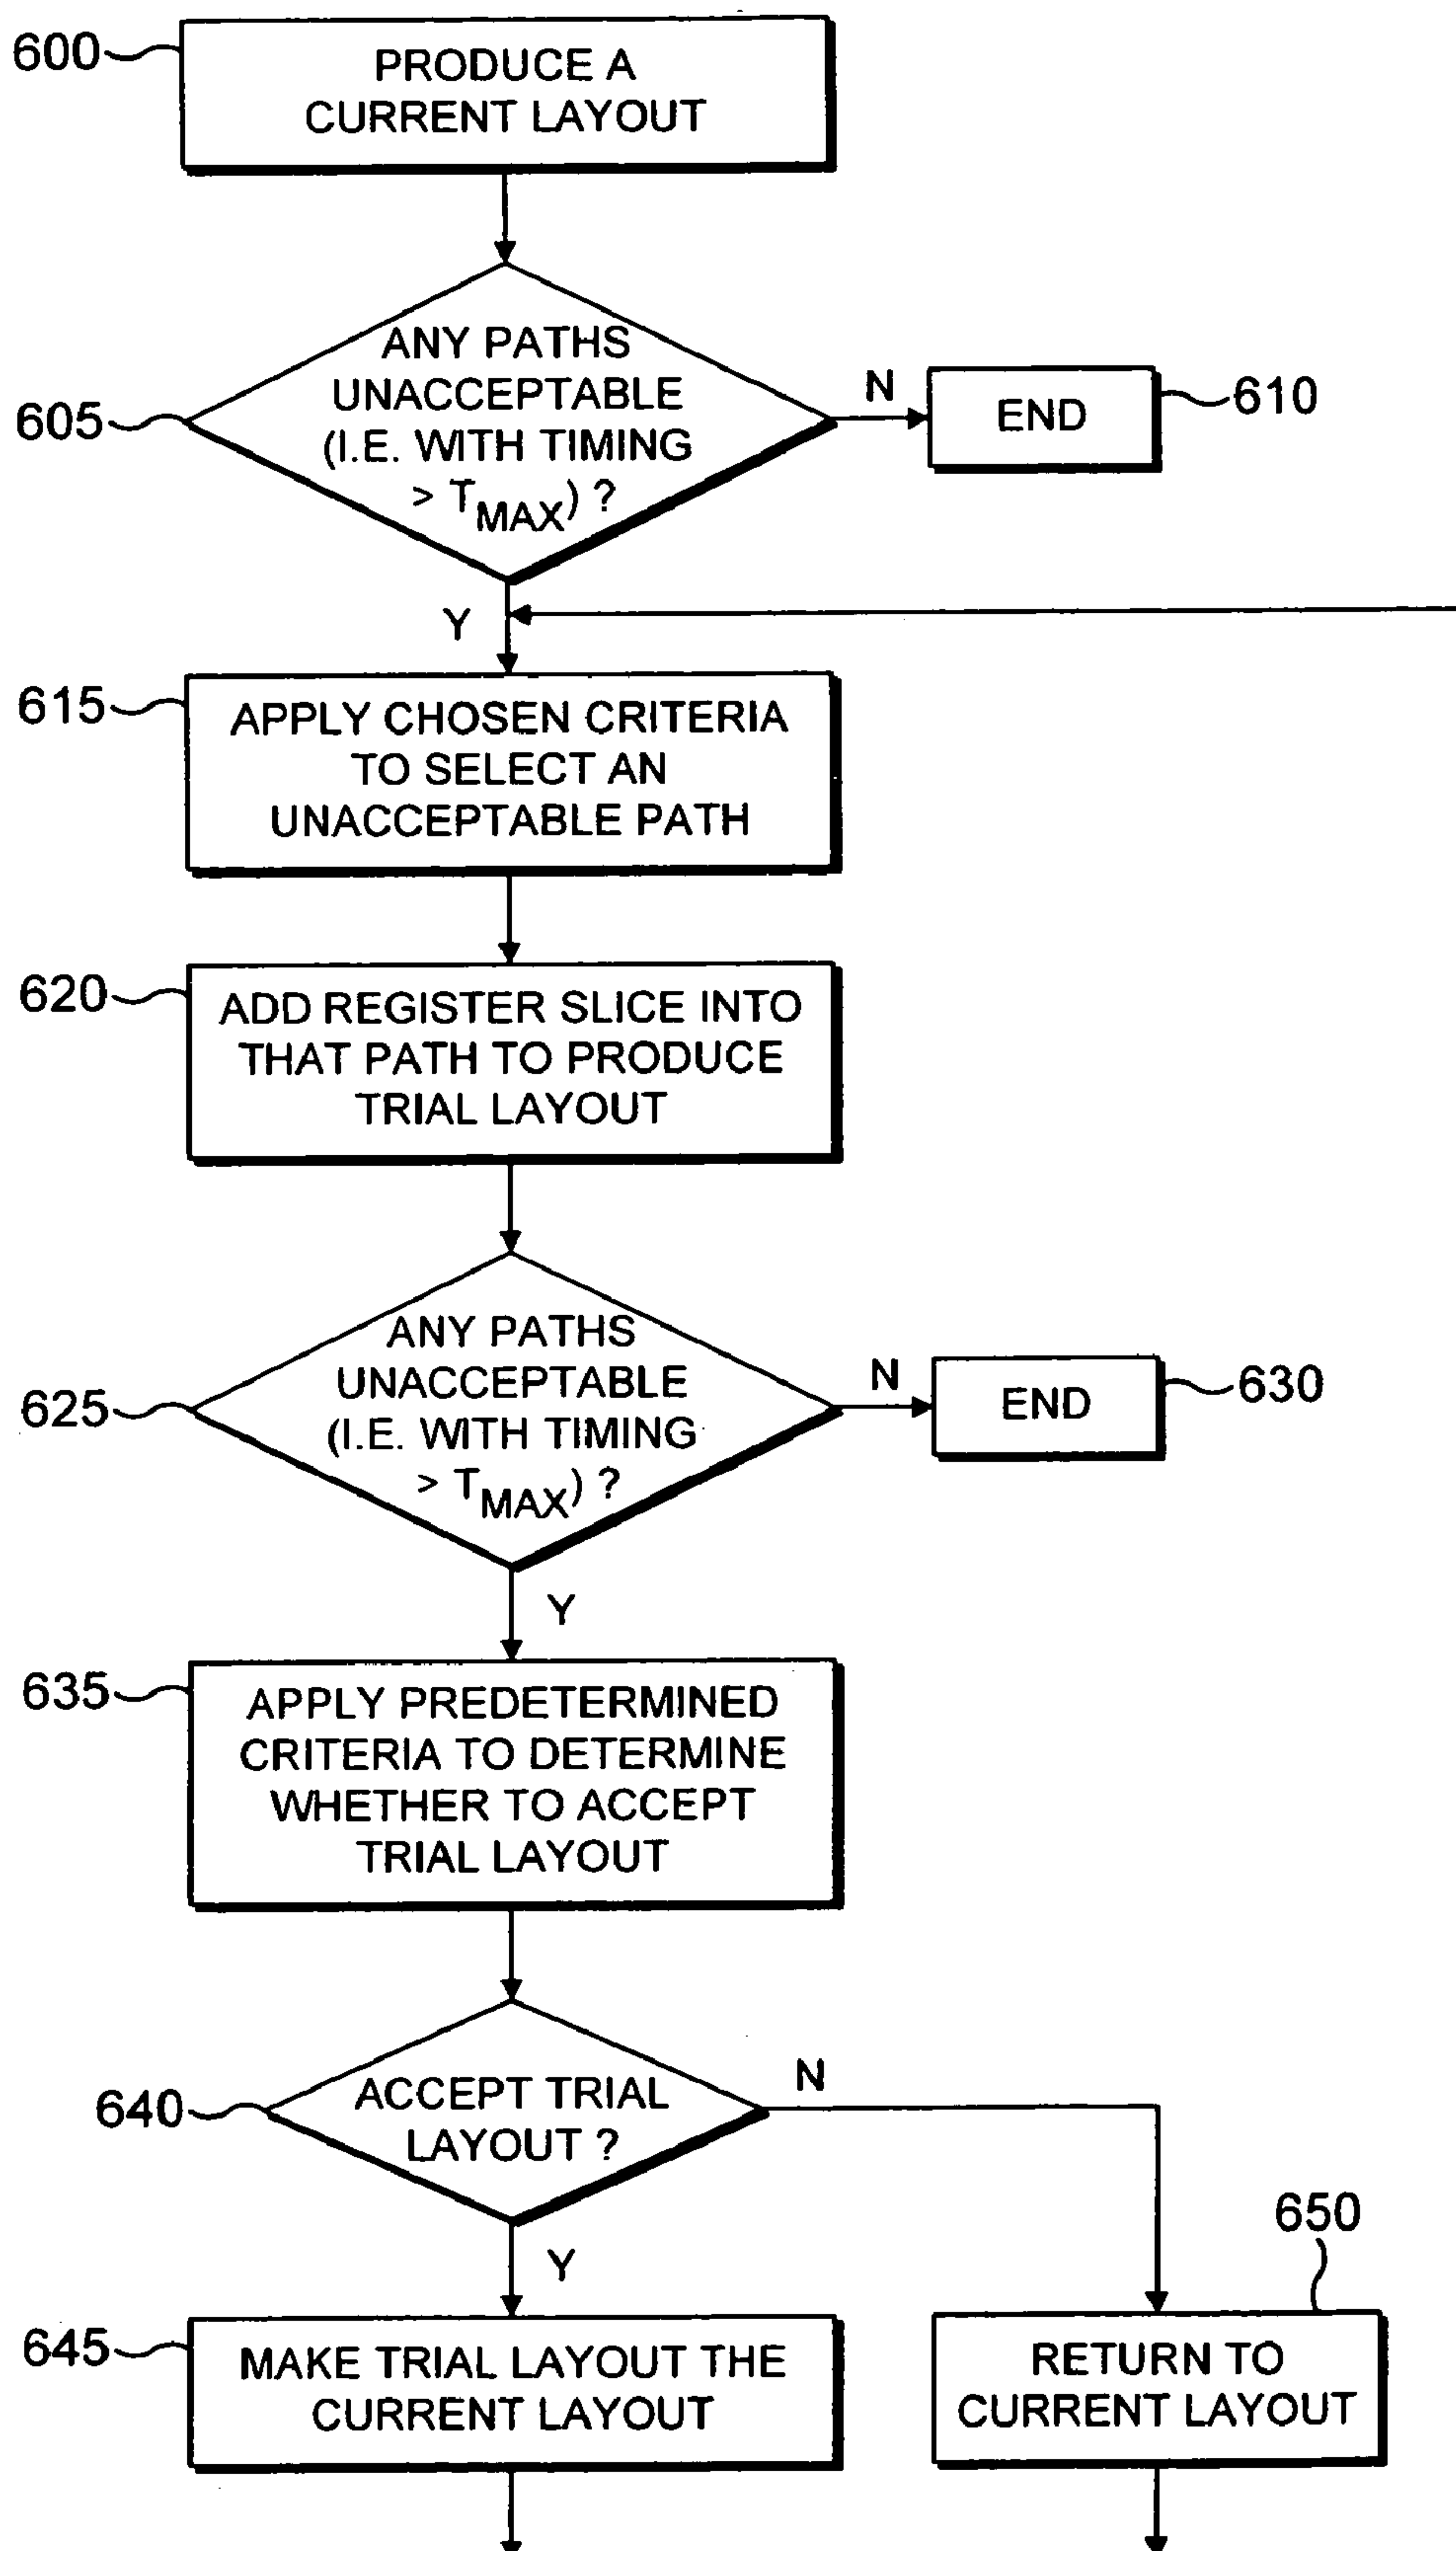 600
PRODUCE A
CURRENT LAYOUT
605
ANY PATHS
UNACCEPTABLE
(I.E. WITH TIMING
> TMAX) ?
N
END
610
Y
615
APPLY CHOSEN CRITERIA
TO SELECT AN
UNACCEPTABLE PATH
620
ADD REGISTER SLICE INTO
THAT PATH TO PRODUCE
TRIAL LAYOUT
625
ANY PATHS
UNACCEPTABLE
(I.E. WITH TIMING
> TMAX) ?
N
END
630
Y
635
APPLY PREDETERMINED
CRITERIA TO DETERMINE
WHETHER TO ACCEPT
TRIAL LAYOUT
640
ACCEPT TRIAL
LAYOUT ?
N
Y
645
MAKE TRIAL LAYOUT THE
CURRENT LAYOUT
650
RETURN TO
CURRENT LAYOUT